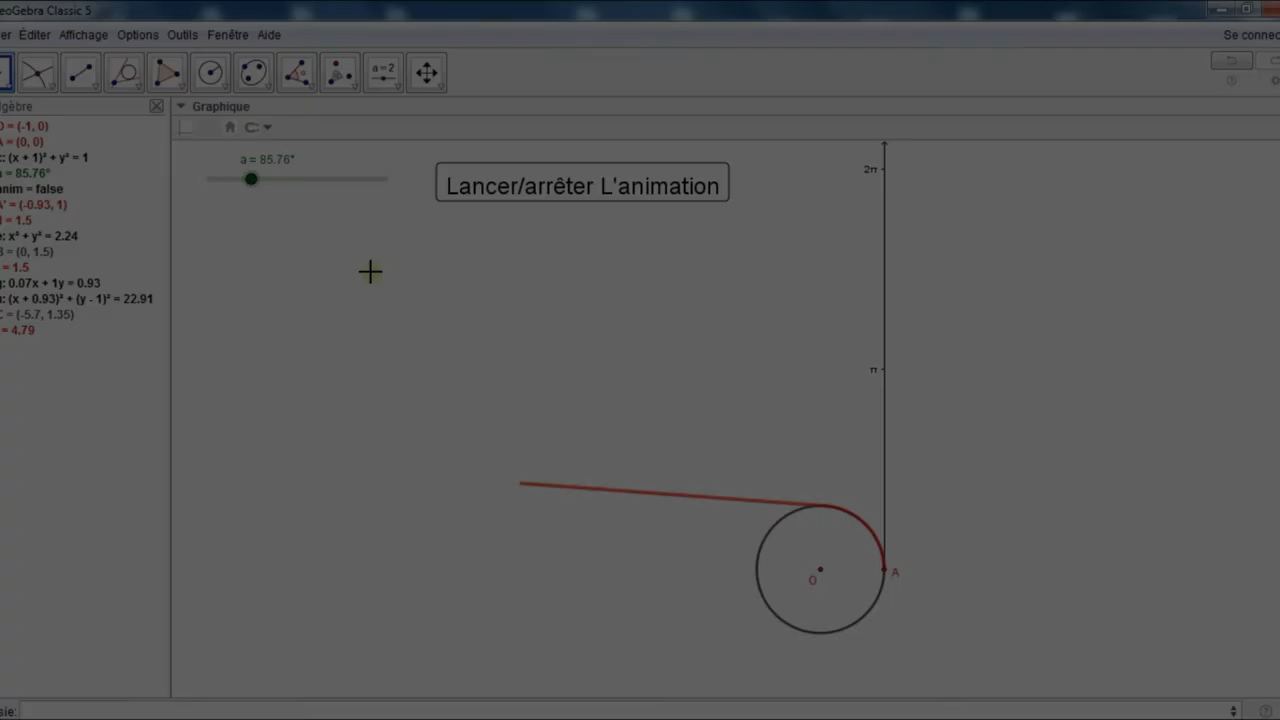 eoGebra Classic 5
er Éditer Affichage Options Outils Fenêtre Aide
Se connec
a=2
lgèbre
Graphique
O = (-1, 0)
A = (0, 0)
c: (x + 1)² + y² = 1
a = 85.76°
anim = false
A' = (-0.93, 1)
= 1.5
e: x² + y² = 2.24
B = (0, 1.5)
= 1.5
g: 0.07x + 1y = 0.93
: (x + 0.93)² + (y - 1)² = 22.91
C = (-5.7, 1.35)
= 4.79
a = 85.76°
Lancer/arrêter L'animation
2π
π
O
A
sie: